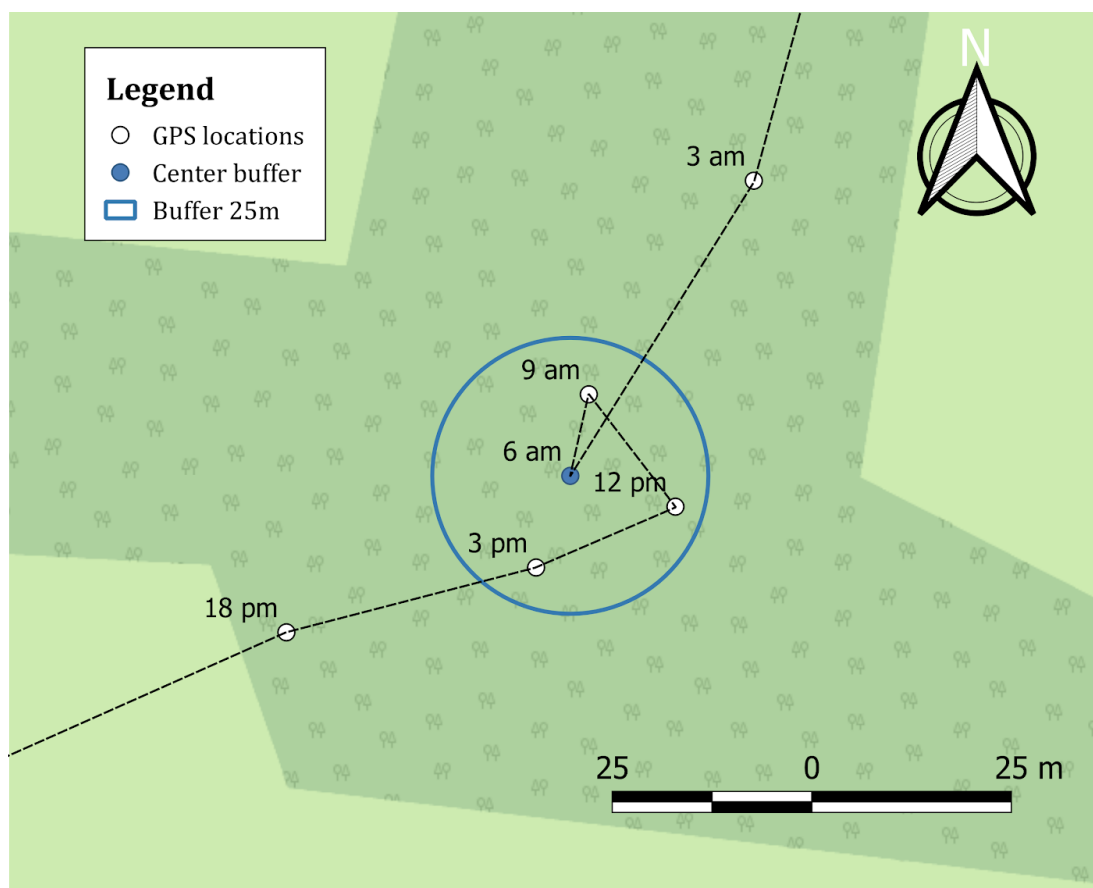 N
Legend
GPS locations
Center buffer
Buffer 25m
3 am
9 am
6 am
12 pm
3 pm
18 pm
25 0 25 m